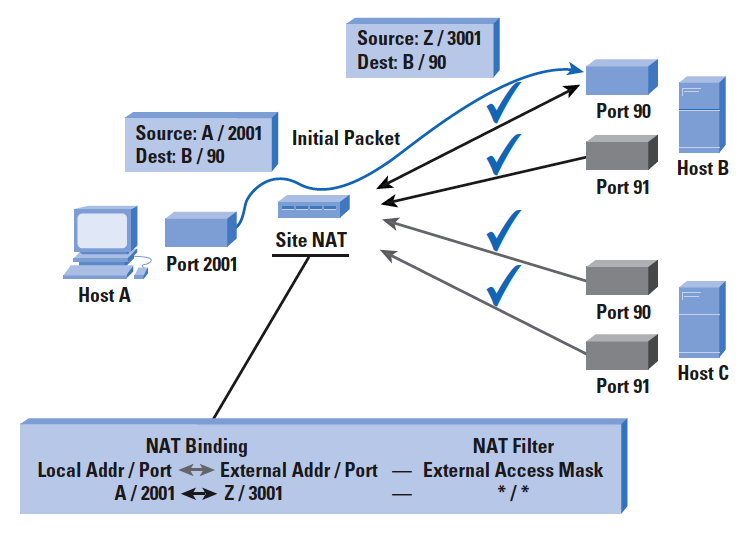 Source: Z / 3001
Dest: B / 90
Source: A / 2001
Dest: B / 90
Initial Packet
Port 90
Host B
Port 91
Site NAT
Port 2001
Host A
Port 90
Host C
Port 91
NAT Binding
NAT Filter
Local Addr / Port ↔ External Addr / Port — External Access Mask
A / 2001 ↔ Z / 3001 — * / *